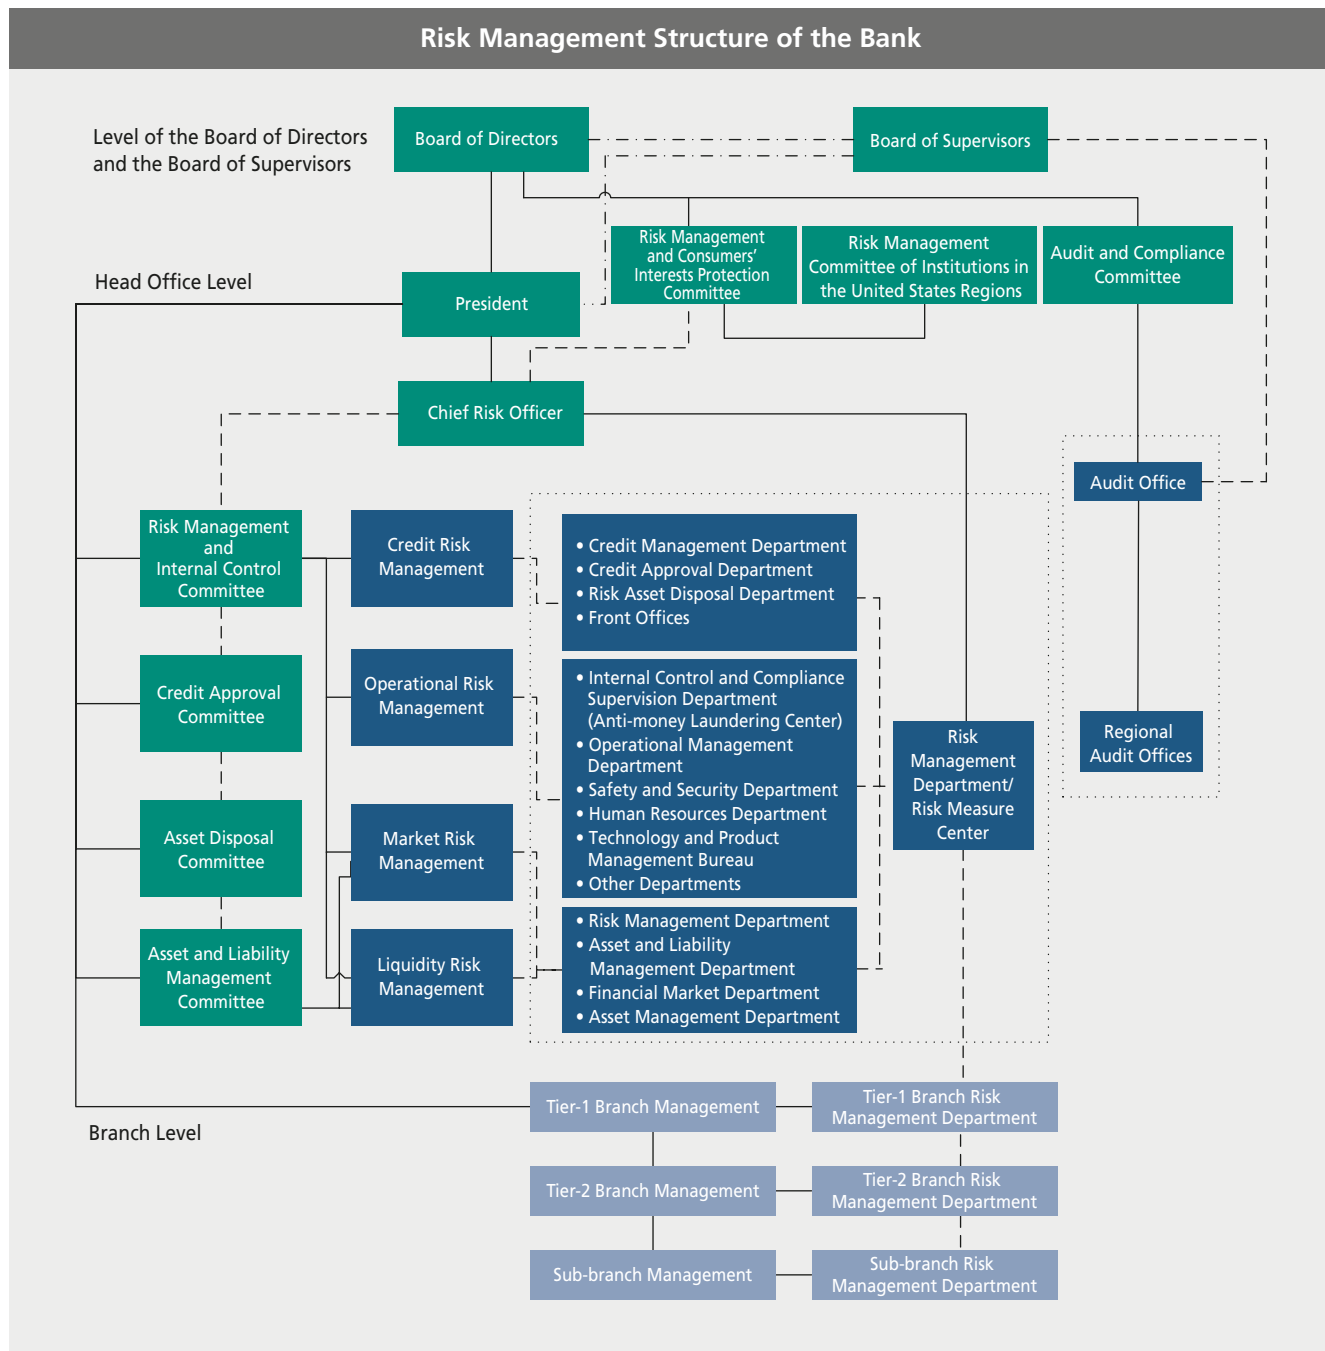 Risk Management Structure of the Bank
Level of the Board of Directors
and the Board of Supervisors
Board of Directors
Board of Supervisors
Risk Management
and Consumers’
Interests Protection
Committee
Risk Management
Committee of Institutions in
the United States Regions
Audit and Compliance
Committee
Head Office Level
President
Chief Risk Officer
Audit Office
Regional
Audit Offices
Risk Management
and
Internal Control
Committee
Credit Approval
Committee
Asset Disposal
Committee
Asset and Liability
Management
Committee
Credit Risk
Management
Operational Risk
Management
Market Risk
Management
Liquidity Risk
Management
• Credit Management Department
• Credit Approval Department
• Risk Asset Disposal Department
• Front Offices
• Internal Control and Compliance
Supervision Department
(Anti-money Laundering Center)
• Operational Management
Department
• Safety and Security Department
• Human Resources Department
• Technology and Product
Management Bureau
• Other Departments
• Risk Management Department
• Asset and Liability
Management Department
• Financial Market Department
• Asset Management Department
Risk
Management
Department/
Risk Measure
Center
Branch Level
Tier-1 Branch Management
Tier-1 Branch Risk
Management Department
Tier-2 Branch Management
Tier-2 Branch Risk
Management Department
Sub-branch Management
Sub-branch Risk
Management Department